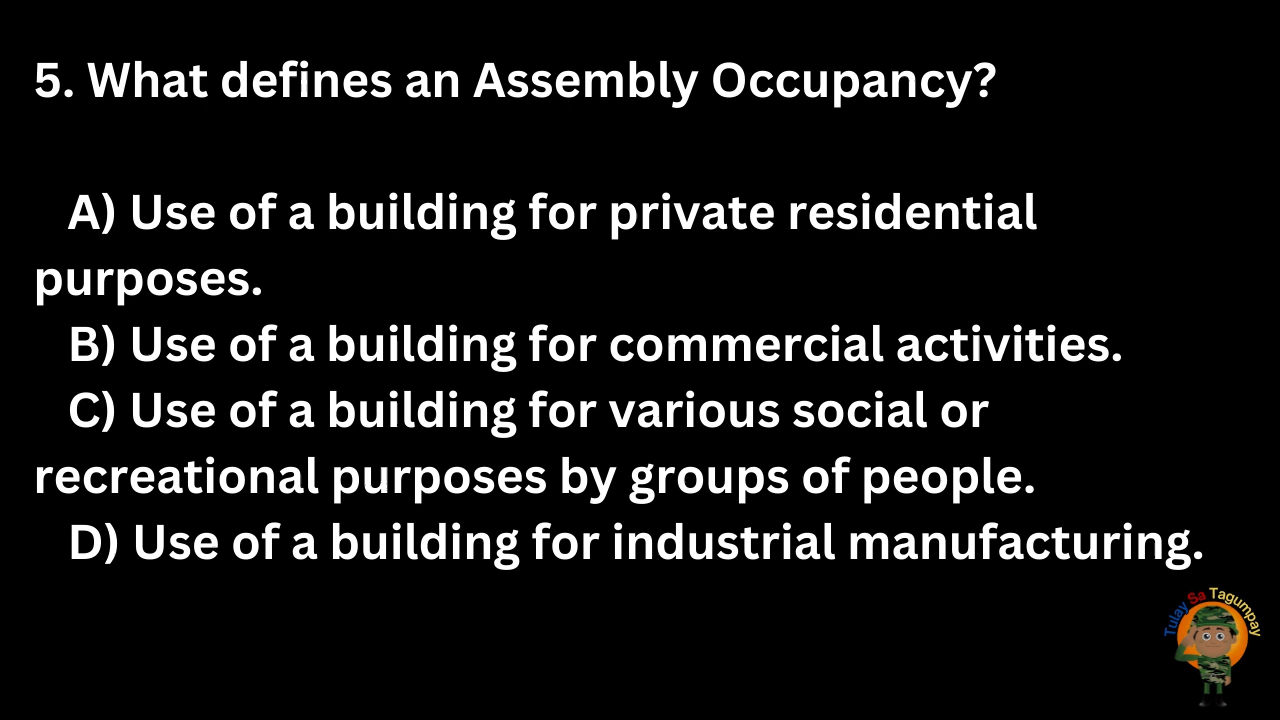 5. What defines an Assembly Occupancy?
A) Use of a building for private residential
purposes.
B) Use of a building for commercial activities.
C) Use of a building for various social or
recreational purposes by groups of people.
D) Use of a building for industrial manufacturing.
Tulay Sa Tagumpay